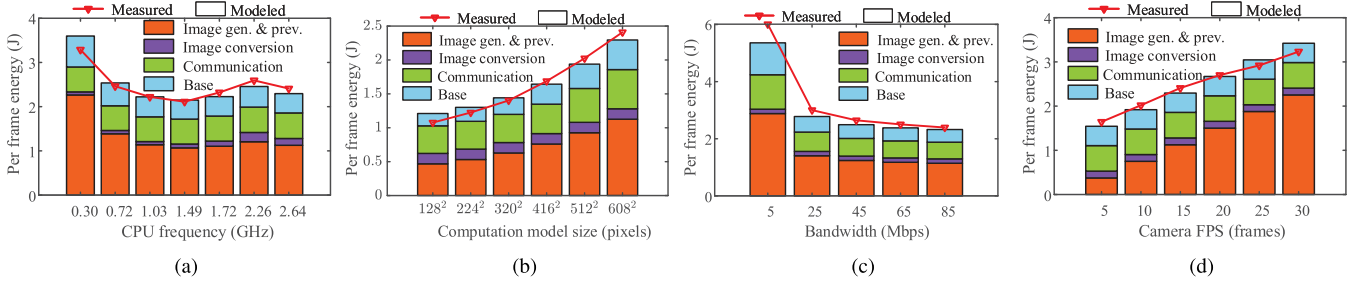 Measured Modeled
Image gen. & prev.
Image conversion
Communication
Base
Per frame energy (J)
4
3
2
1
0
0.30 0.72 1.03 1.49 1.72 2.26 2.64
CPU frequency (GHz)
(a)
Measured Modeled
Image gen. & prev.
Image conversion
Communication
Base
Per frame energy (J)
2.5
2
1.5
1
0.5
0
128² 224² 320² 416² 512² 608²
Computation model size (pixels)
(b)
Measured Modeled
Image gen. & prev.
Image conversion
Communication
Base
Per frame energy (J)
6
4
2
0
5 25 45 65 85
Bandwidth (Mbps)
(c)
Measured Modeled
Image gen. & prev.
Image conversion
Communication
Base
Per frame energy (J)
4
3
2
1
0
5 10 15 20 25 30
Camera FPS (frames)
(d)